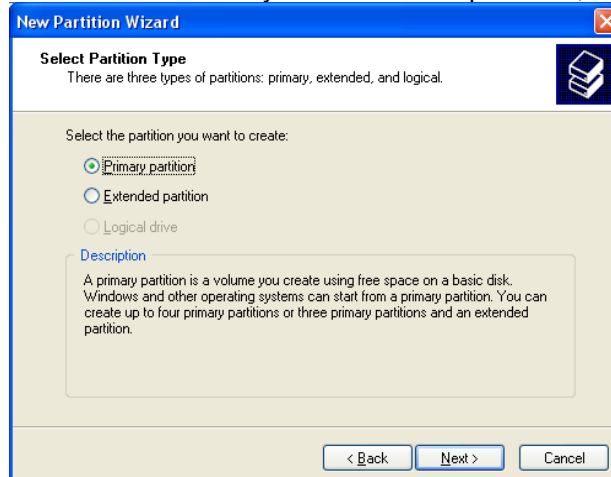 New Partition Wizard
Select Partition Type
There are three types of partitions: primary, extended, and logical.
Select the partition you want to create:
Primary partition
Extended partition
Logical drive
Description
A primary partition is a volume you create using free space on a basic disk.
Windows and other operating systems can start from a primary partition. You can
create up to four primary partitions or three primary partitions and an extended
partition.
< Back Next > Cancel